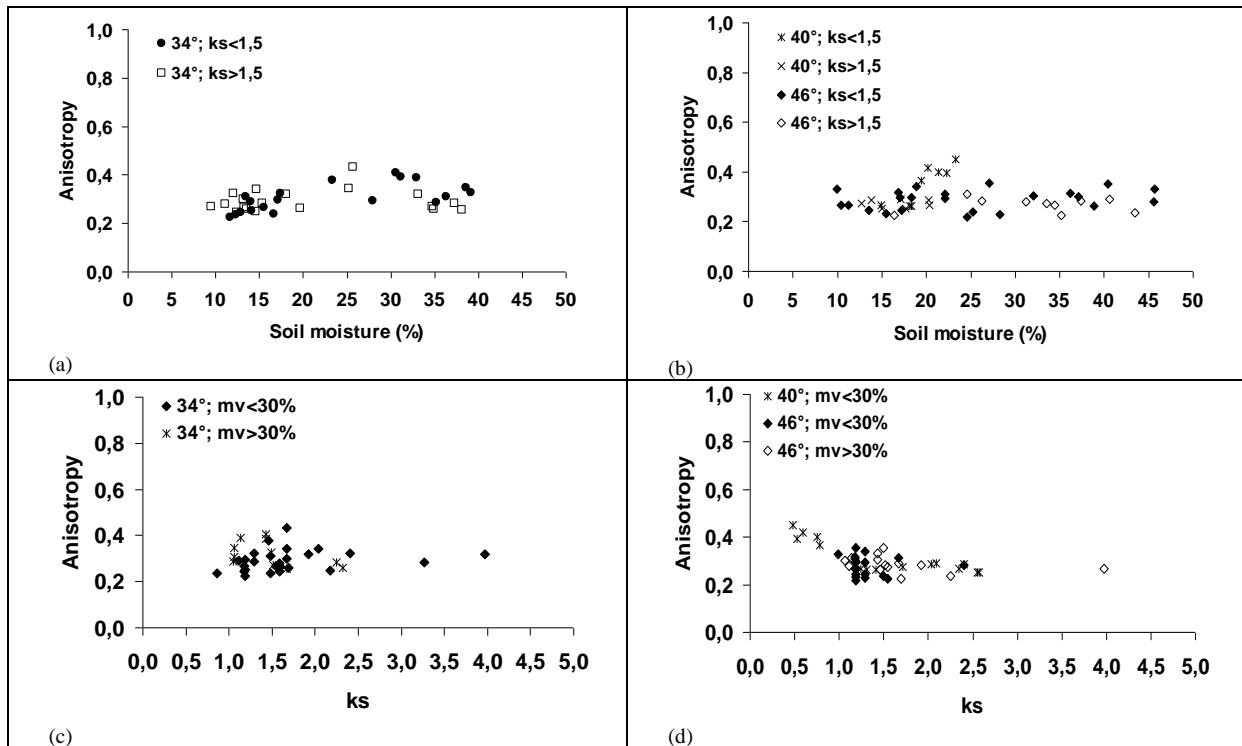 1,0
0,8
0,6
0,4
0,2
0,0
Anisotropy
34°; ks<1,5
34°; ks>1,5
0 5 10 15 20 25 30 35 40 45 50
Soil moisture (%)
(a)
1,0
0,8
0,6
0,4
0,2
0,0
Anisotropy
40°; ks<1,5
40°; ks>1,5
46°; ks<1,5
46°; ks>1,5
0 5 10 15 20 25 30 35 40 45 50
Soil moisture (%)
(b)
1,0
0,8
0,6
0,4
0,2
0,0
Anisotropy
34°; mv<30%
34°; mv>30%
0,0 0,5 1,0 1,5 2,0 2,5 3,0 3,5 4,0 4,5 5,0
ks
(c)
1,0
0,8
0,6
0,4
0,2
0,0
Anisotropy
40°; mv<30%
46°; mv<30%
46°; mv>30%
0,0 0,5 1,0 1,5 2,0 2,5 3,0 3,5 4,0 4,5 5,0
ks
(d)